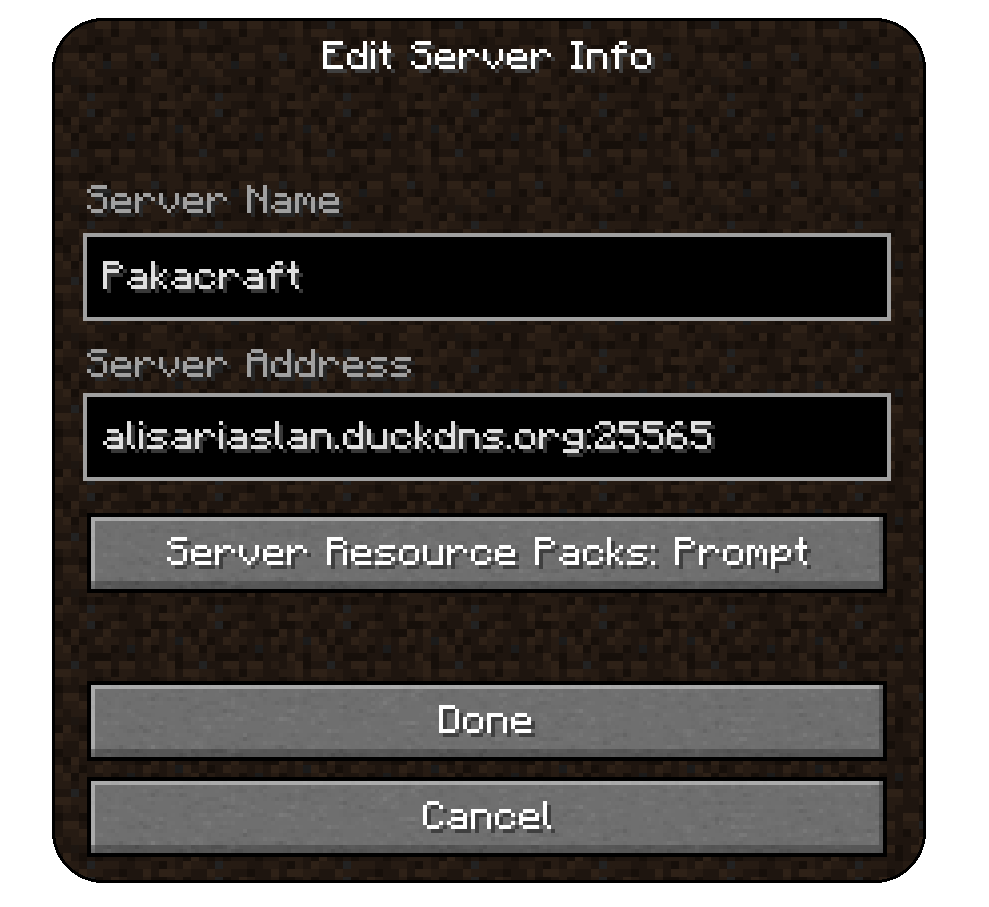 Edit Server Info
Server Name
Pakacraft
Server Address
alisariaslan.duckdns.org:25565
Server Resource Packs: Prompt
Done
Cancel